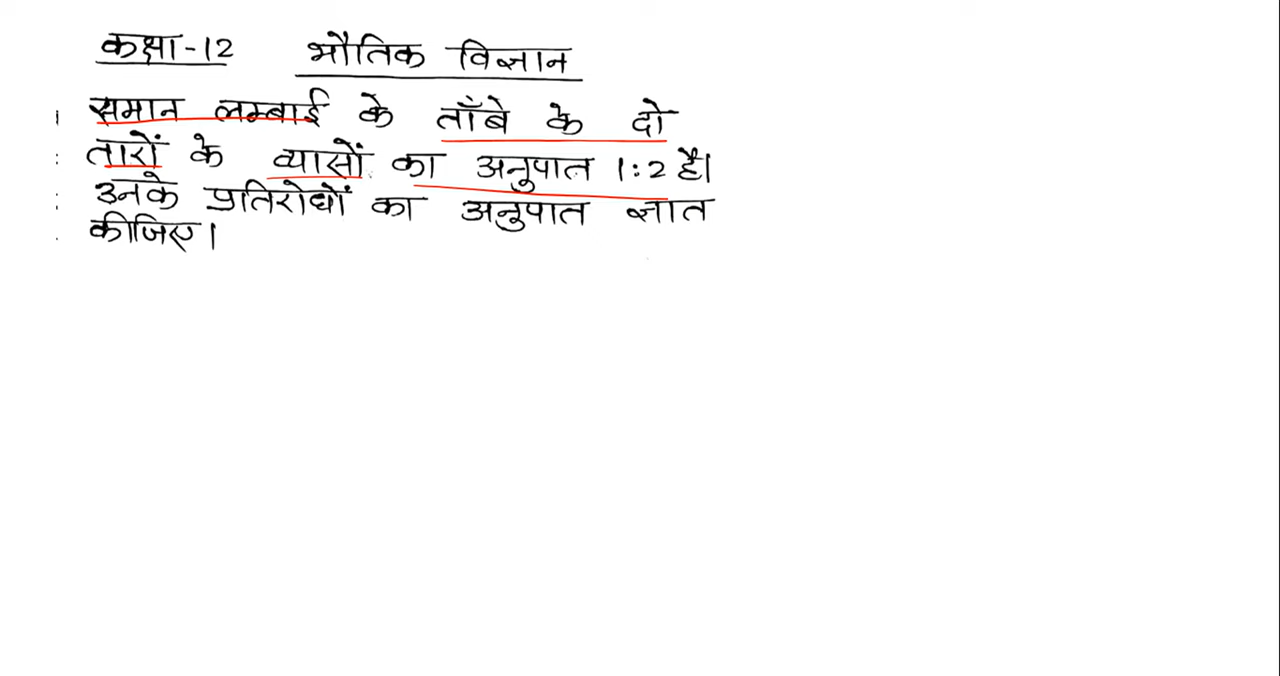 कक्षा-12 भौतिक विज्ञान
समान लम्बाई के ताँबे के दो
तारों के व्यासों का अनुपात 1:2 है।
उनके प्रतिरोधों का अनुपात ज्ञात
कीजिए।